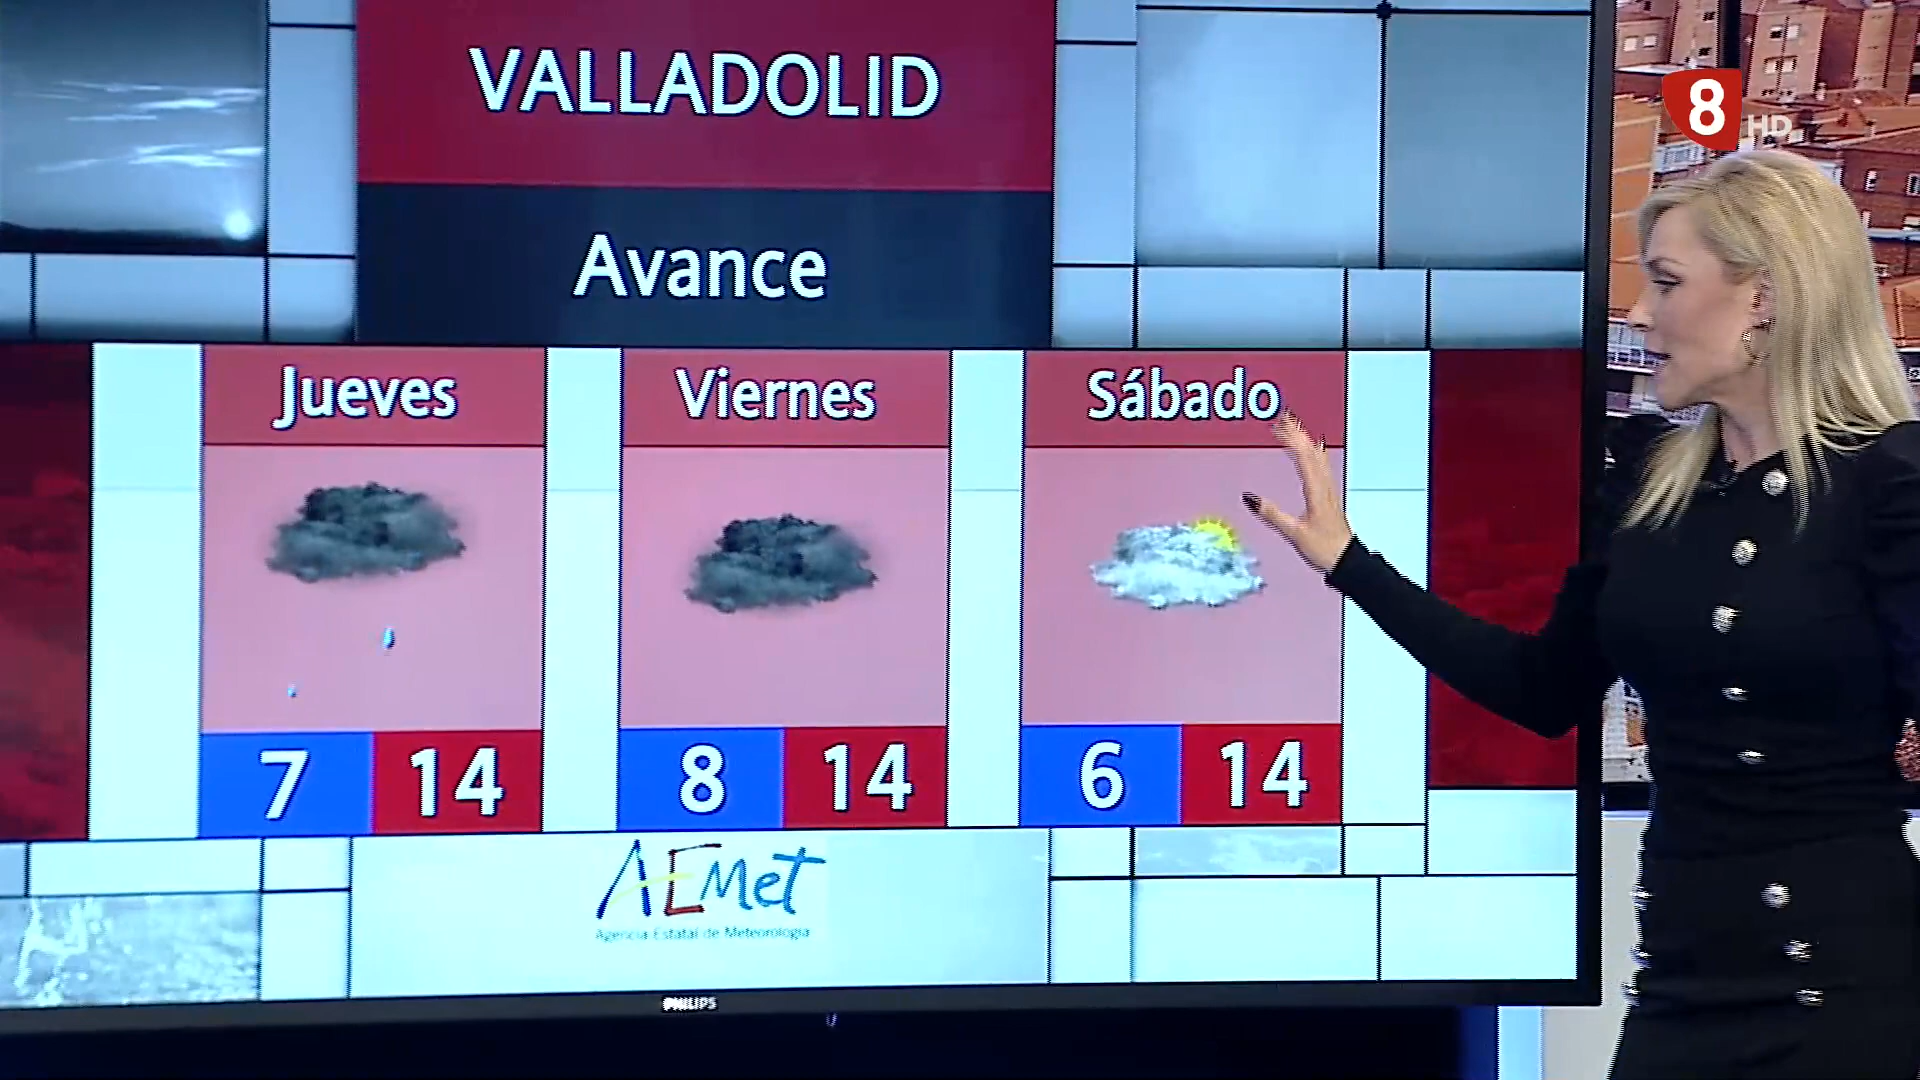 VALLADOLID
8
HD
Avance
Jueves
Viernes
Sábado
7
14
8
14
6
14
AEMet
Agencia Estatal de Meteorología
PHILIPS